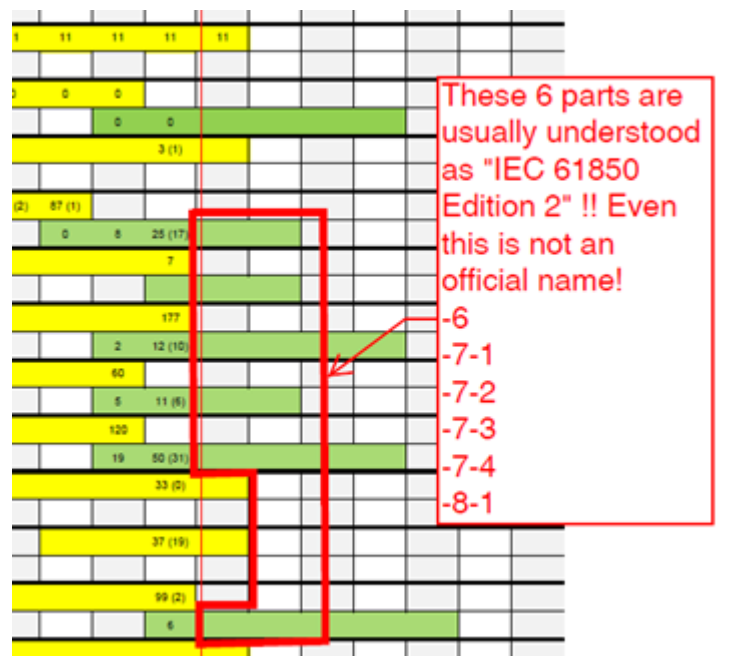 11 11 11 11
0 0
0 0
3 (1)
(2) 87 (1)
0 8 25 (17)
7
177
2 12 (10)
60
5 11 (6)
120
19 50 (31)
33 (0)
37 (19)
99 (2)
6
These 6 parts are
usually understood
as "IEC 61850
Edition 2" !! Even
this is not an
official name!
-6
-7-1
-7-2
-7-3
-7-4
-8-1